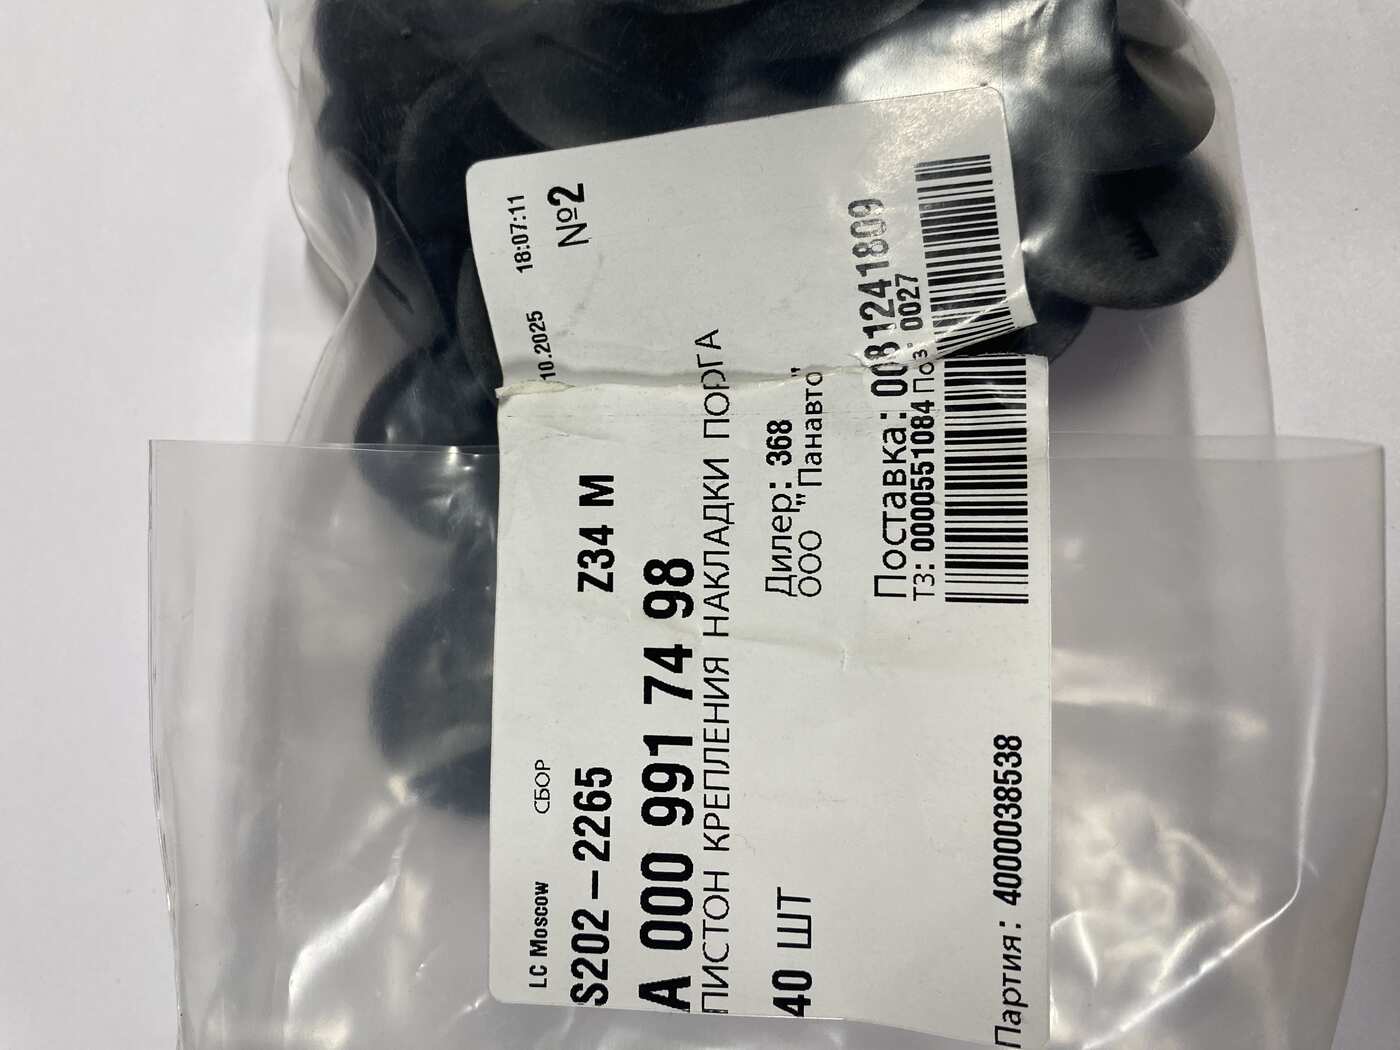 LC Moscow СБОР 10.2025 18:07:11
S202-2265 Z34 M №2
A 000 991 74 98
ПИСТОН КРЕПЛЕНИЯ НАКЛАДКИ ПОРГА
40 ШТ Дилер: 368
ООО "Панавто"
Поставка: 0081241809
ТЗ: 0000551084 Поз. 0027
Партия: 4000038538